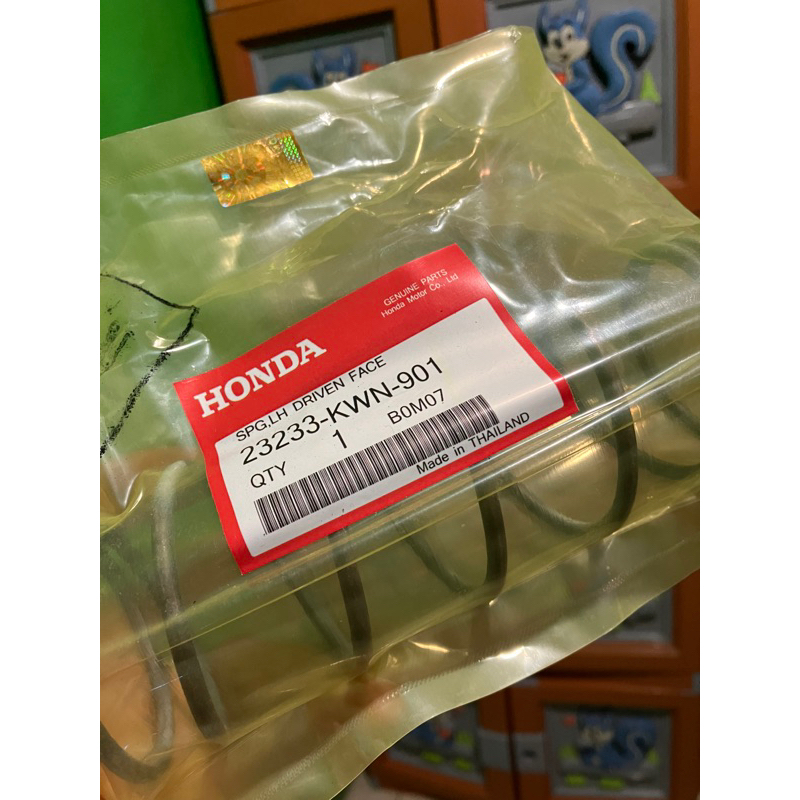 GENUINE PARTS
Honda Motor Co., Ltd
HONDA
SPG,LH DRIVEN FACE
23233-KWN-901
QTY 1 B0M07
Made in THAILAND